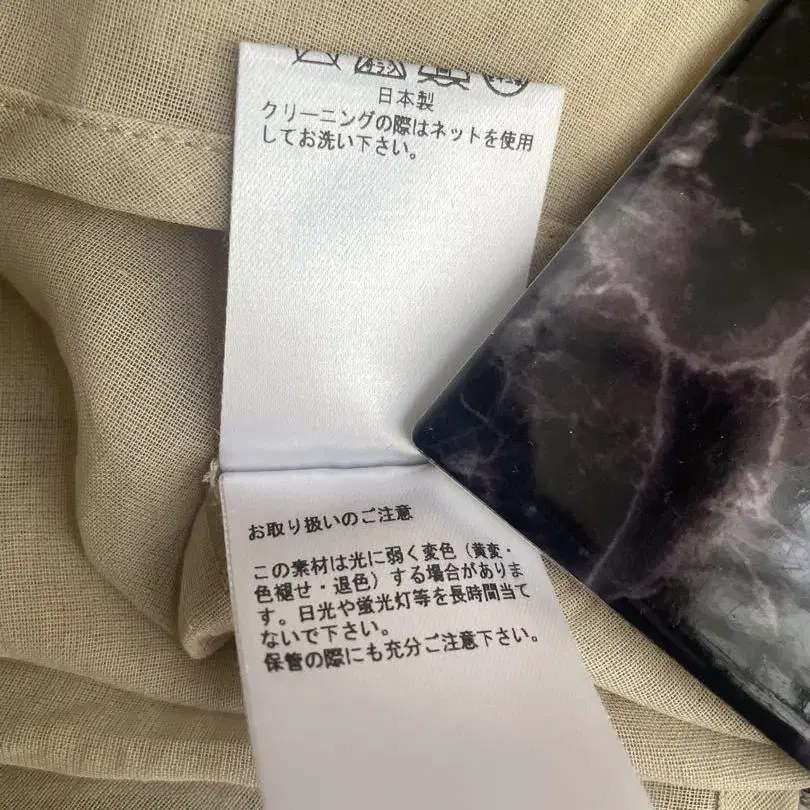 日本製
クリーニングの際はネットを使用
してお洗い下さい。
お取り扱いのご注意
この素材は光に弱く変色（黄変・
色褪せ・退色）する場合がありま
す。日光や蛍光灯等を長時間当て
ないで下さい。
保管の際にも充分ご注意下さい。